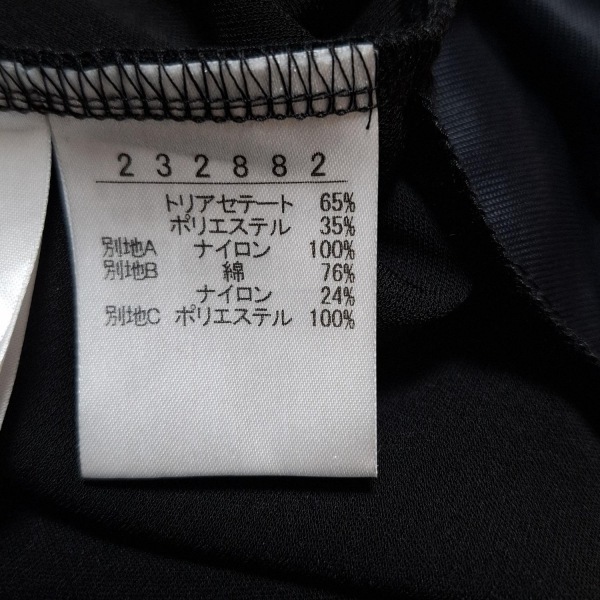 232882
トリアセテート 65%
ポリエステル 35%
別地A ナイロン 100%
別地B 綿 76%
ナイロン 24%
別地C ポリエステル 100%